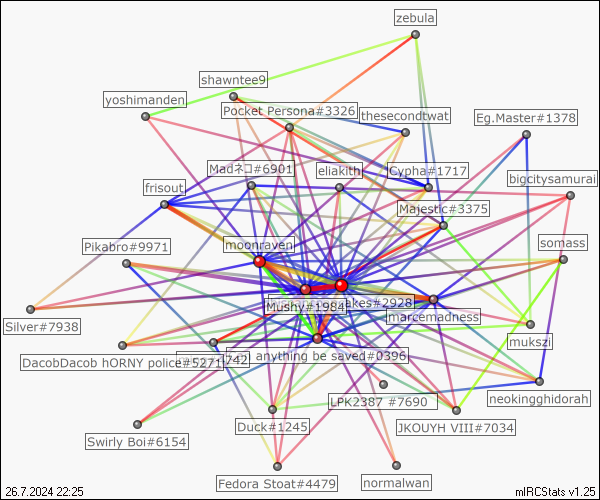 zebula
shawntee9
yoshimanden
Pocket Persona#3326
thesecondtwat
Eg.Master#1378
Madネコ#6901
eliakith
Cypha#1717
bigcitysamurai
frisout
Majestic#3375
moonraven
somass
Pikabro#9971
akes#2928
Mushy#1984
marcemadness
Silver#7938
mukszi
DacobDacob hORNY police#5271
742
anything be saved#0396
LPK2387 #7690
neokingghidorah
Swirly Boi#6154
Duck#1245
JKOUYH VIII#7034
Fedora Stoat#4479
normalwan
26.7.2024 22:25
mIRCStats v1.25